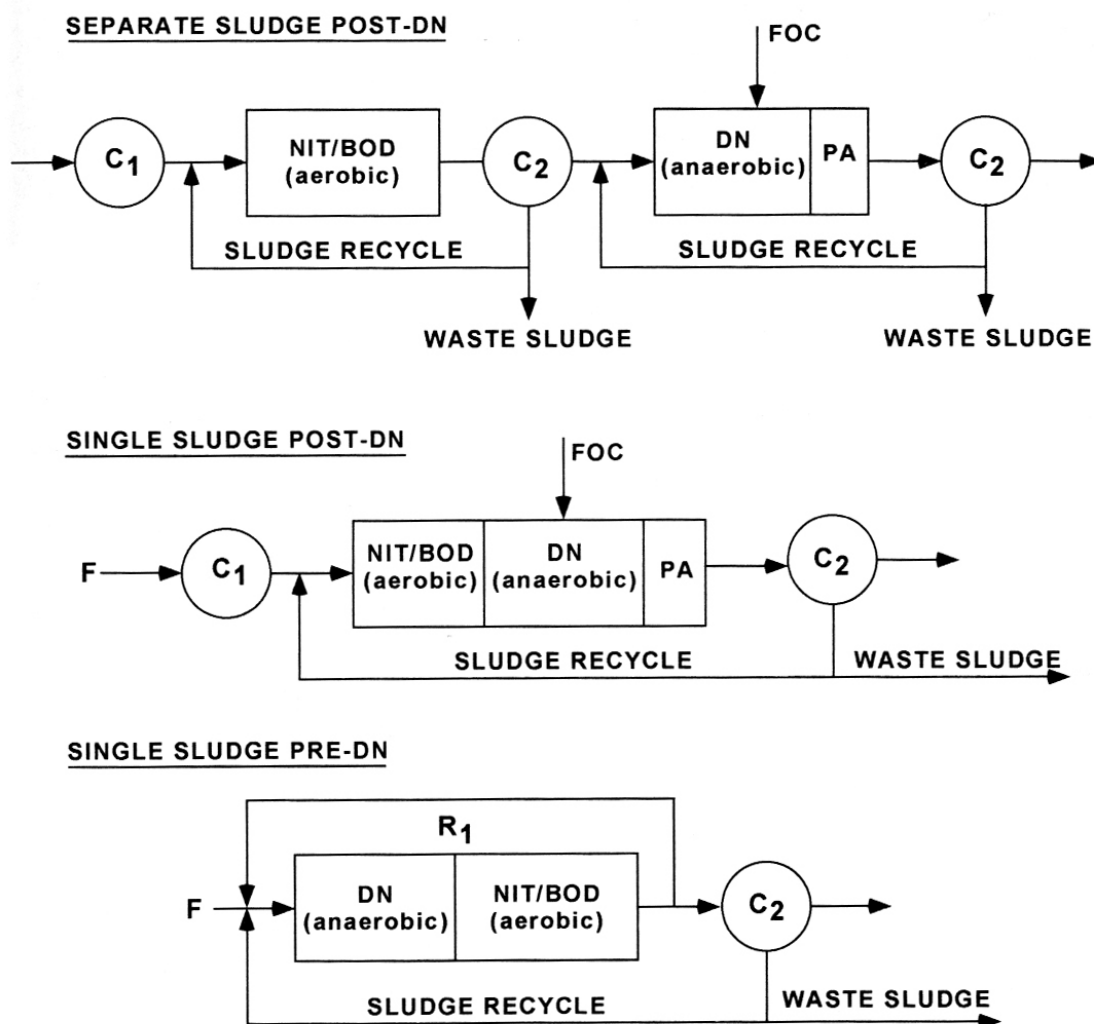 SEPARATE SLUDGE POST-DN
FOC
C1
NIT/BOD
(aerobic)
C2
DN
(anaerobic)
PA
C2
SLUDGE RECYCLE
SLUDGE RECYCLE
WASTE SLUDGE
WASTE SLUDGE
SINGLE SLUDGE POST-DN
FOC
F
C1
NIT/BOD
(aerobic)
DN
(anaerobic)
PA
C2
SLUDGE RECYCLE
WASTE SLUDGE
SINGLE SLUDGE PRE-DN
R1
F
DN
(anaerobic)
NIT/BOD
(aerobic)
C2
SLUDGE RECYCLE
WASTE SLUDGE